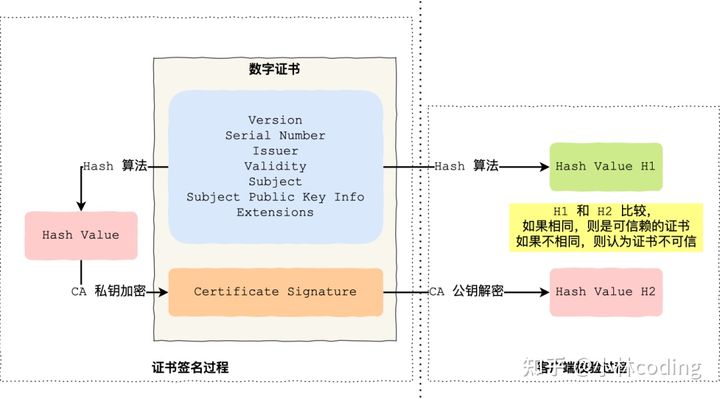 数字证书
Version
Serial Number
Issuer
Validity
Subject
Subject Public Key Info
Extensions
Hash 算法
Hash Value
CA 私钥加密
Certificate Signature
证书签名过程
Hash 算法
Hash Value H1
H1 和 H2 比较,
如果相同，则是可信赖的证书
如果不相同，则认为证书不可信
CA 公钥解密
Hash Value H2
客户端校验过程
知乎 @小林coding